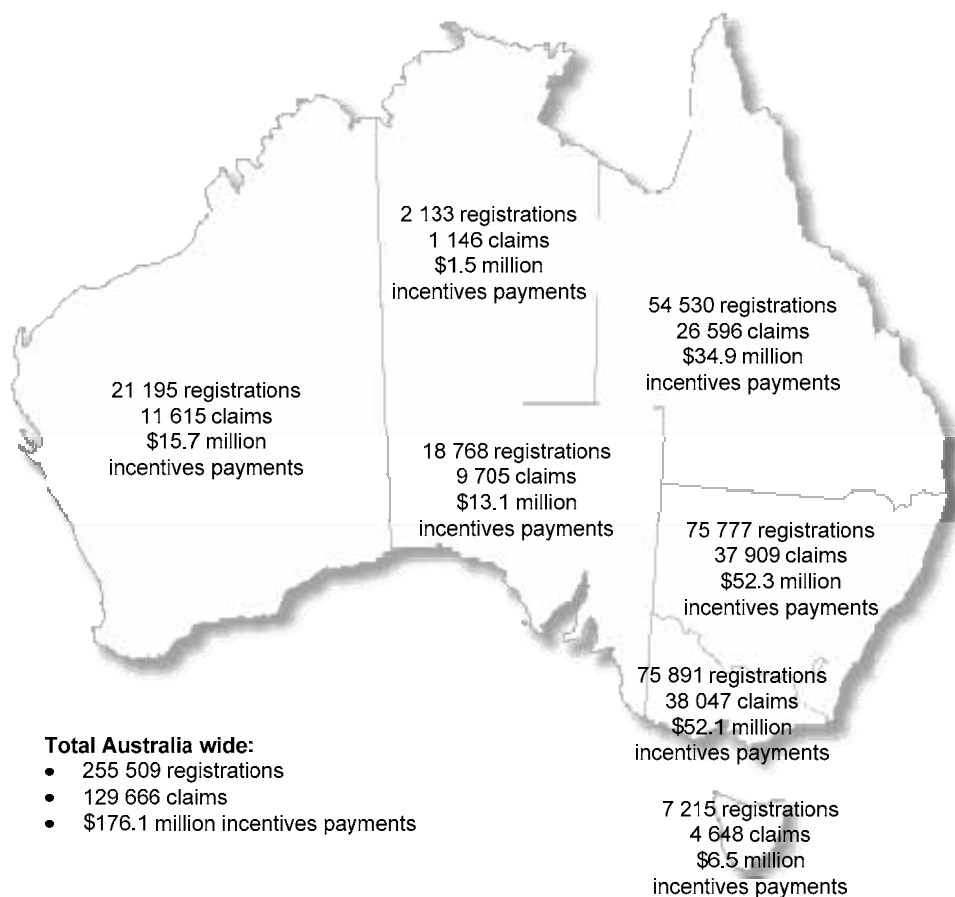 2 133 registrations
1 146 claims
$1.5 million
incentives payments
54 530 registrations
26 596 claims
$34.9 million
incentives payments
21 195 registrations
11 615 claims
$15.7 million
incentives payments
18 768 registrations
9 705 claims
$13.1 million
incentives payments
75 777 registrations
37 909 claims
$52.3 million
incentives payments
75 891 registrations
38 047 claims
$52.1 million
incentives payments
Total Australia wide:
• 255 509 registrations
• 129 666 claims
• $176.1 million incentives payments
7 215 registrations
4 648 claims
$6.5 million
incentives payments